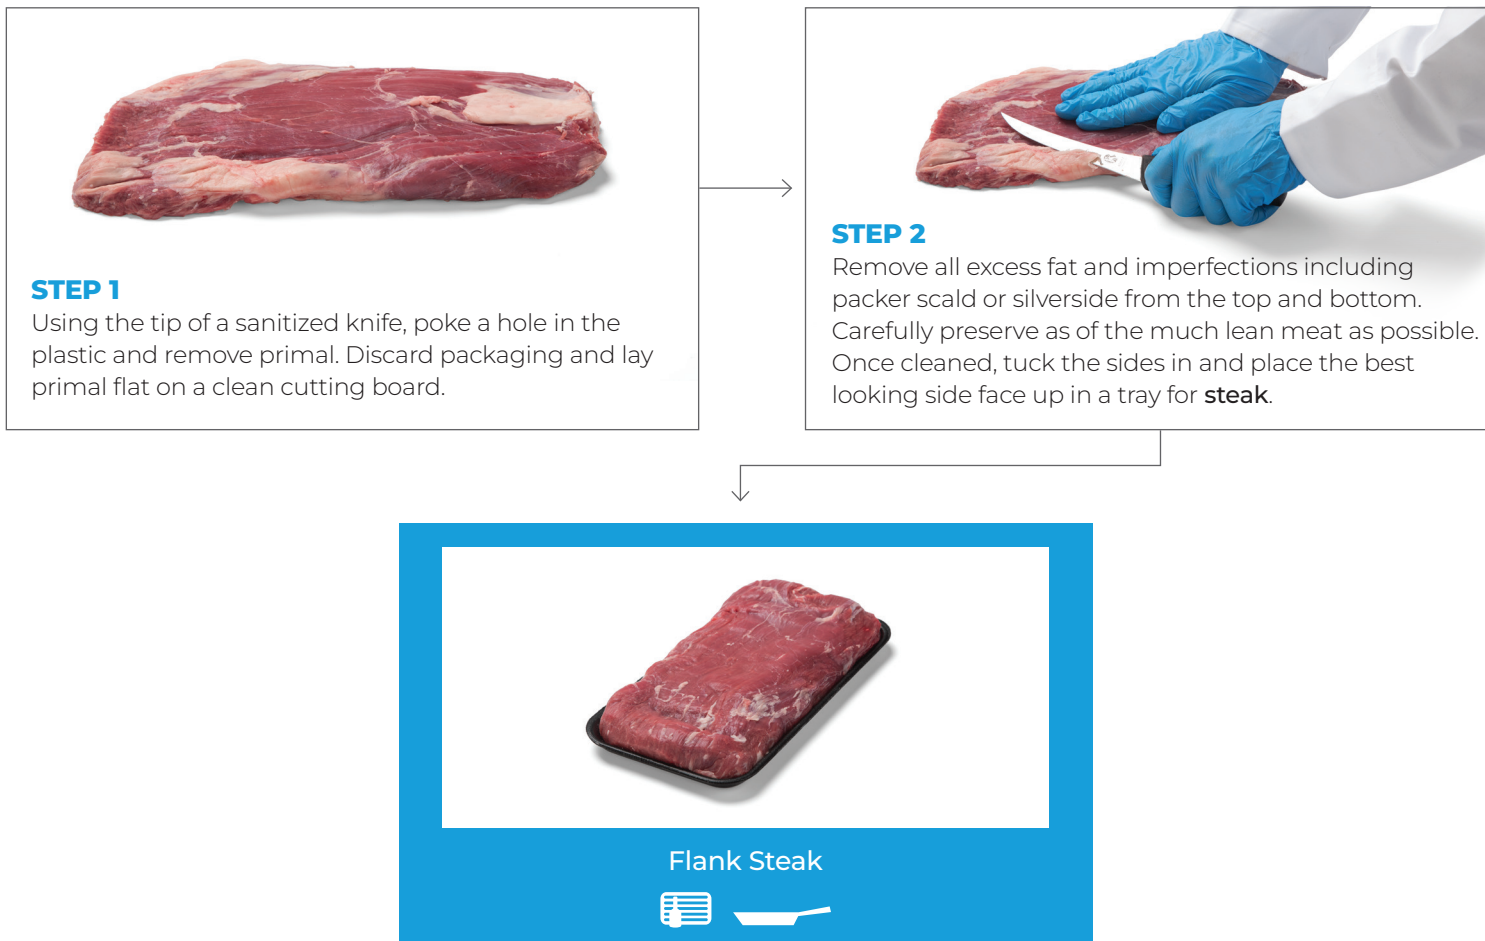 STEP 1
Using the tip of a sanitized knife, poke a hole in the
plastic and remove primal. Discard packaging and lay
primal flat on a clean cutting board.
STEP 2
Remove all excess fat and imperfections including
packer scald or silverside from the top and bottom.
Carefully preserve as of the much lean meat as possible.
Once cleaned, tuck the sides in and place the best
looking side face up in a tray for steak.
Flank Steak